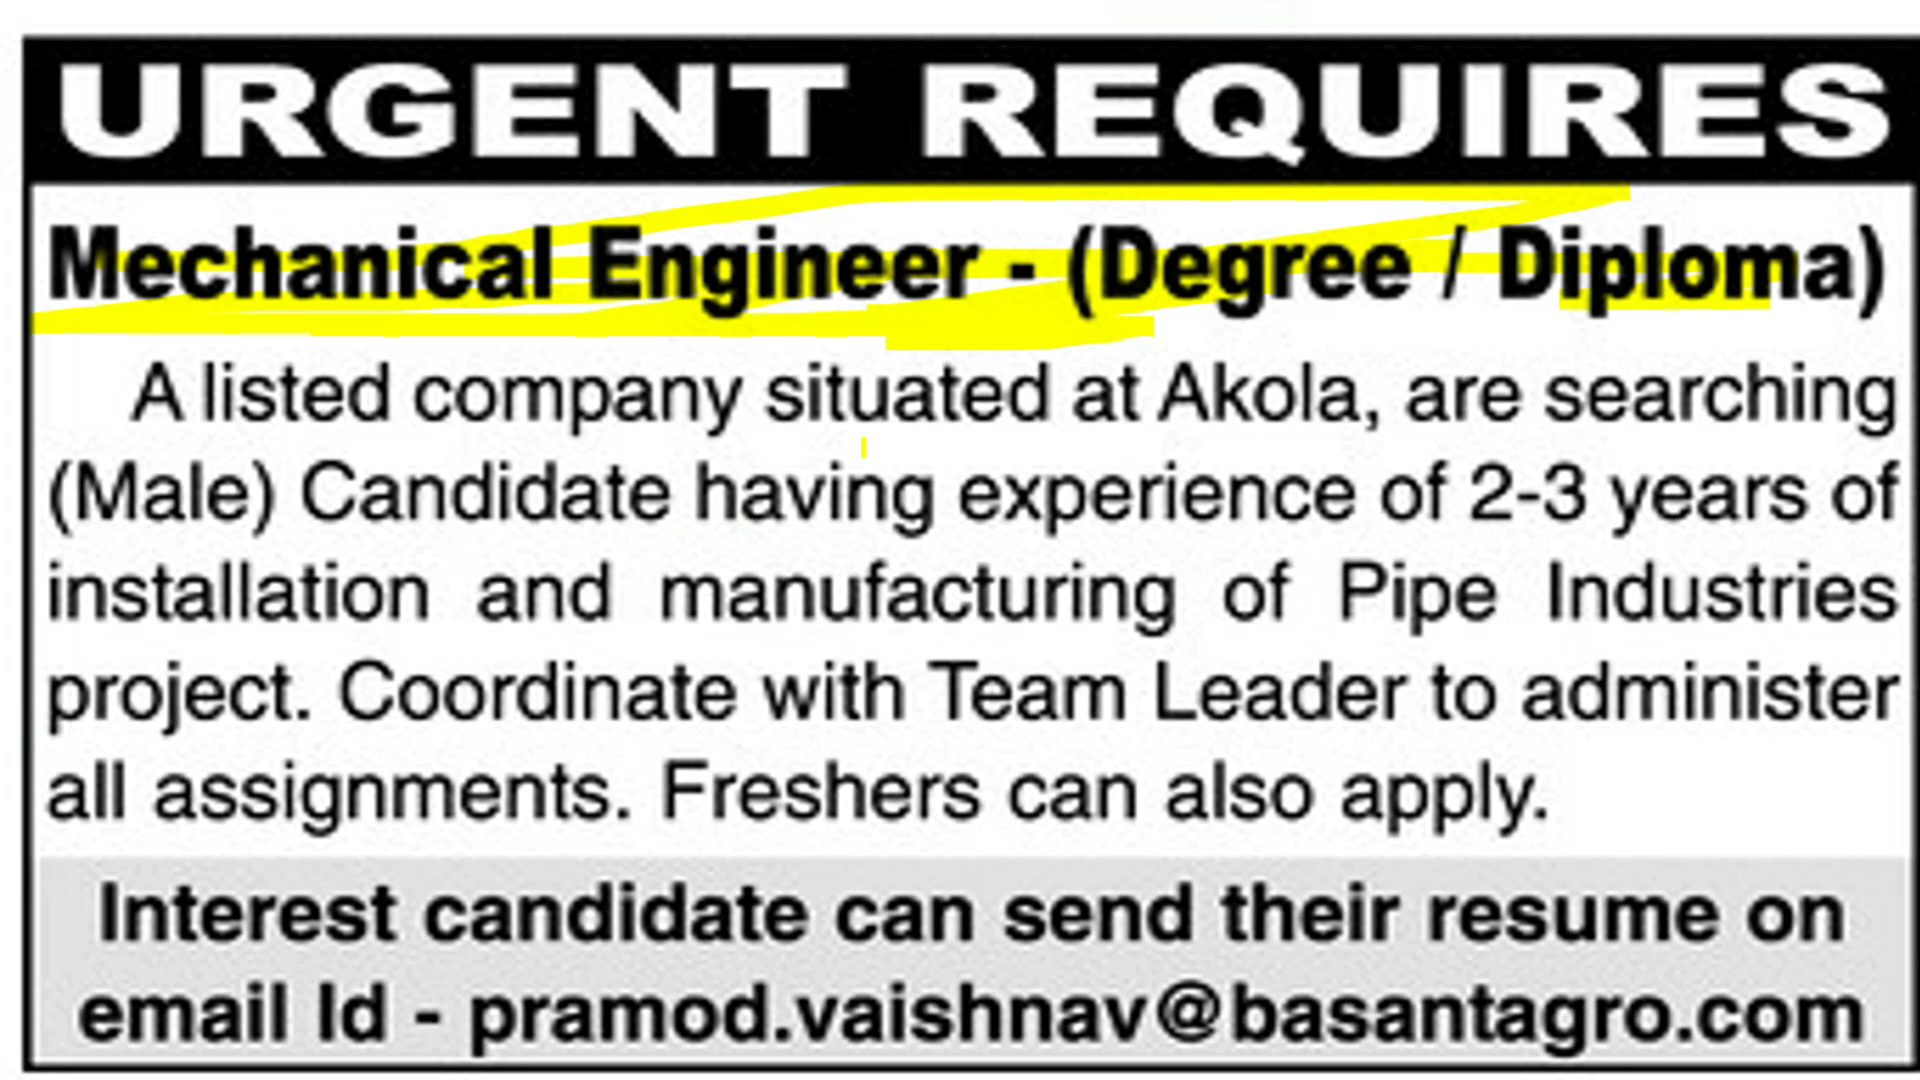 URGENT REQUIRES
Mechanical Engineer - (Degree / Diploma)
A listed company situated at Akola, are searching
(Male) Candidate having experience of 2-3 years of
installation and manufacturing of Pipe Industries
project. Coordinate with Team Leader to administer
all assignments. Freshers can also apply.
Interest candidate can send their resume on
email Id - pramod.vaishnav@basantagro.com